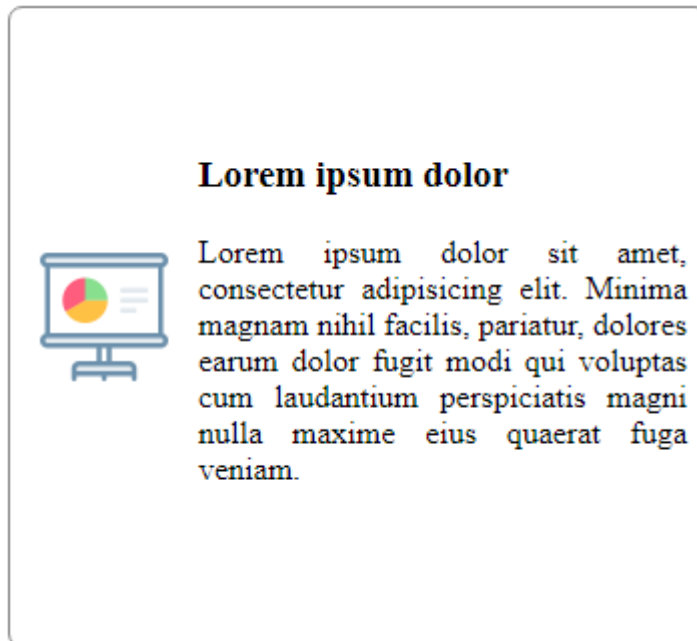 Lorem ipsum dolor
Lorem ipsum dolor sit amet,
consectetur adipisicing elit. Minima
magnam nihil facilis, pariatur, dolores
earum dolor fugit modi qui voluptas
cum laudantium perspiciatis magni
nulla maxime eius quaerat fuga
veniam.